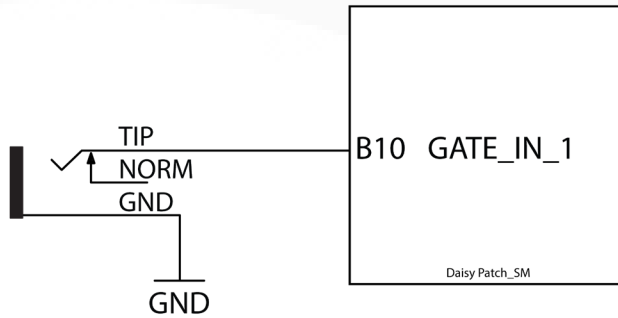 TIP
B10 GATE_IN_1
NORM
GND
Daisy Patch_SM
GND